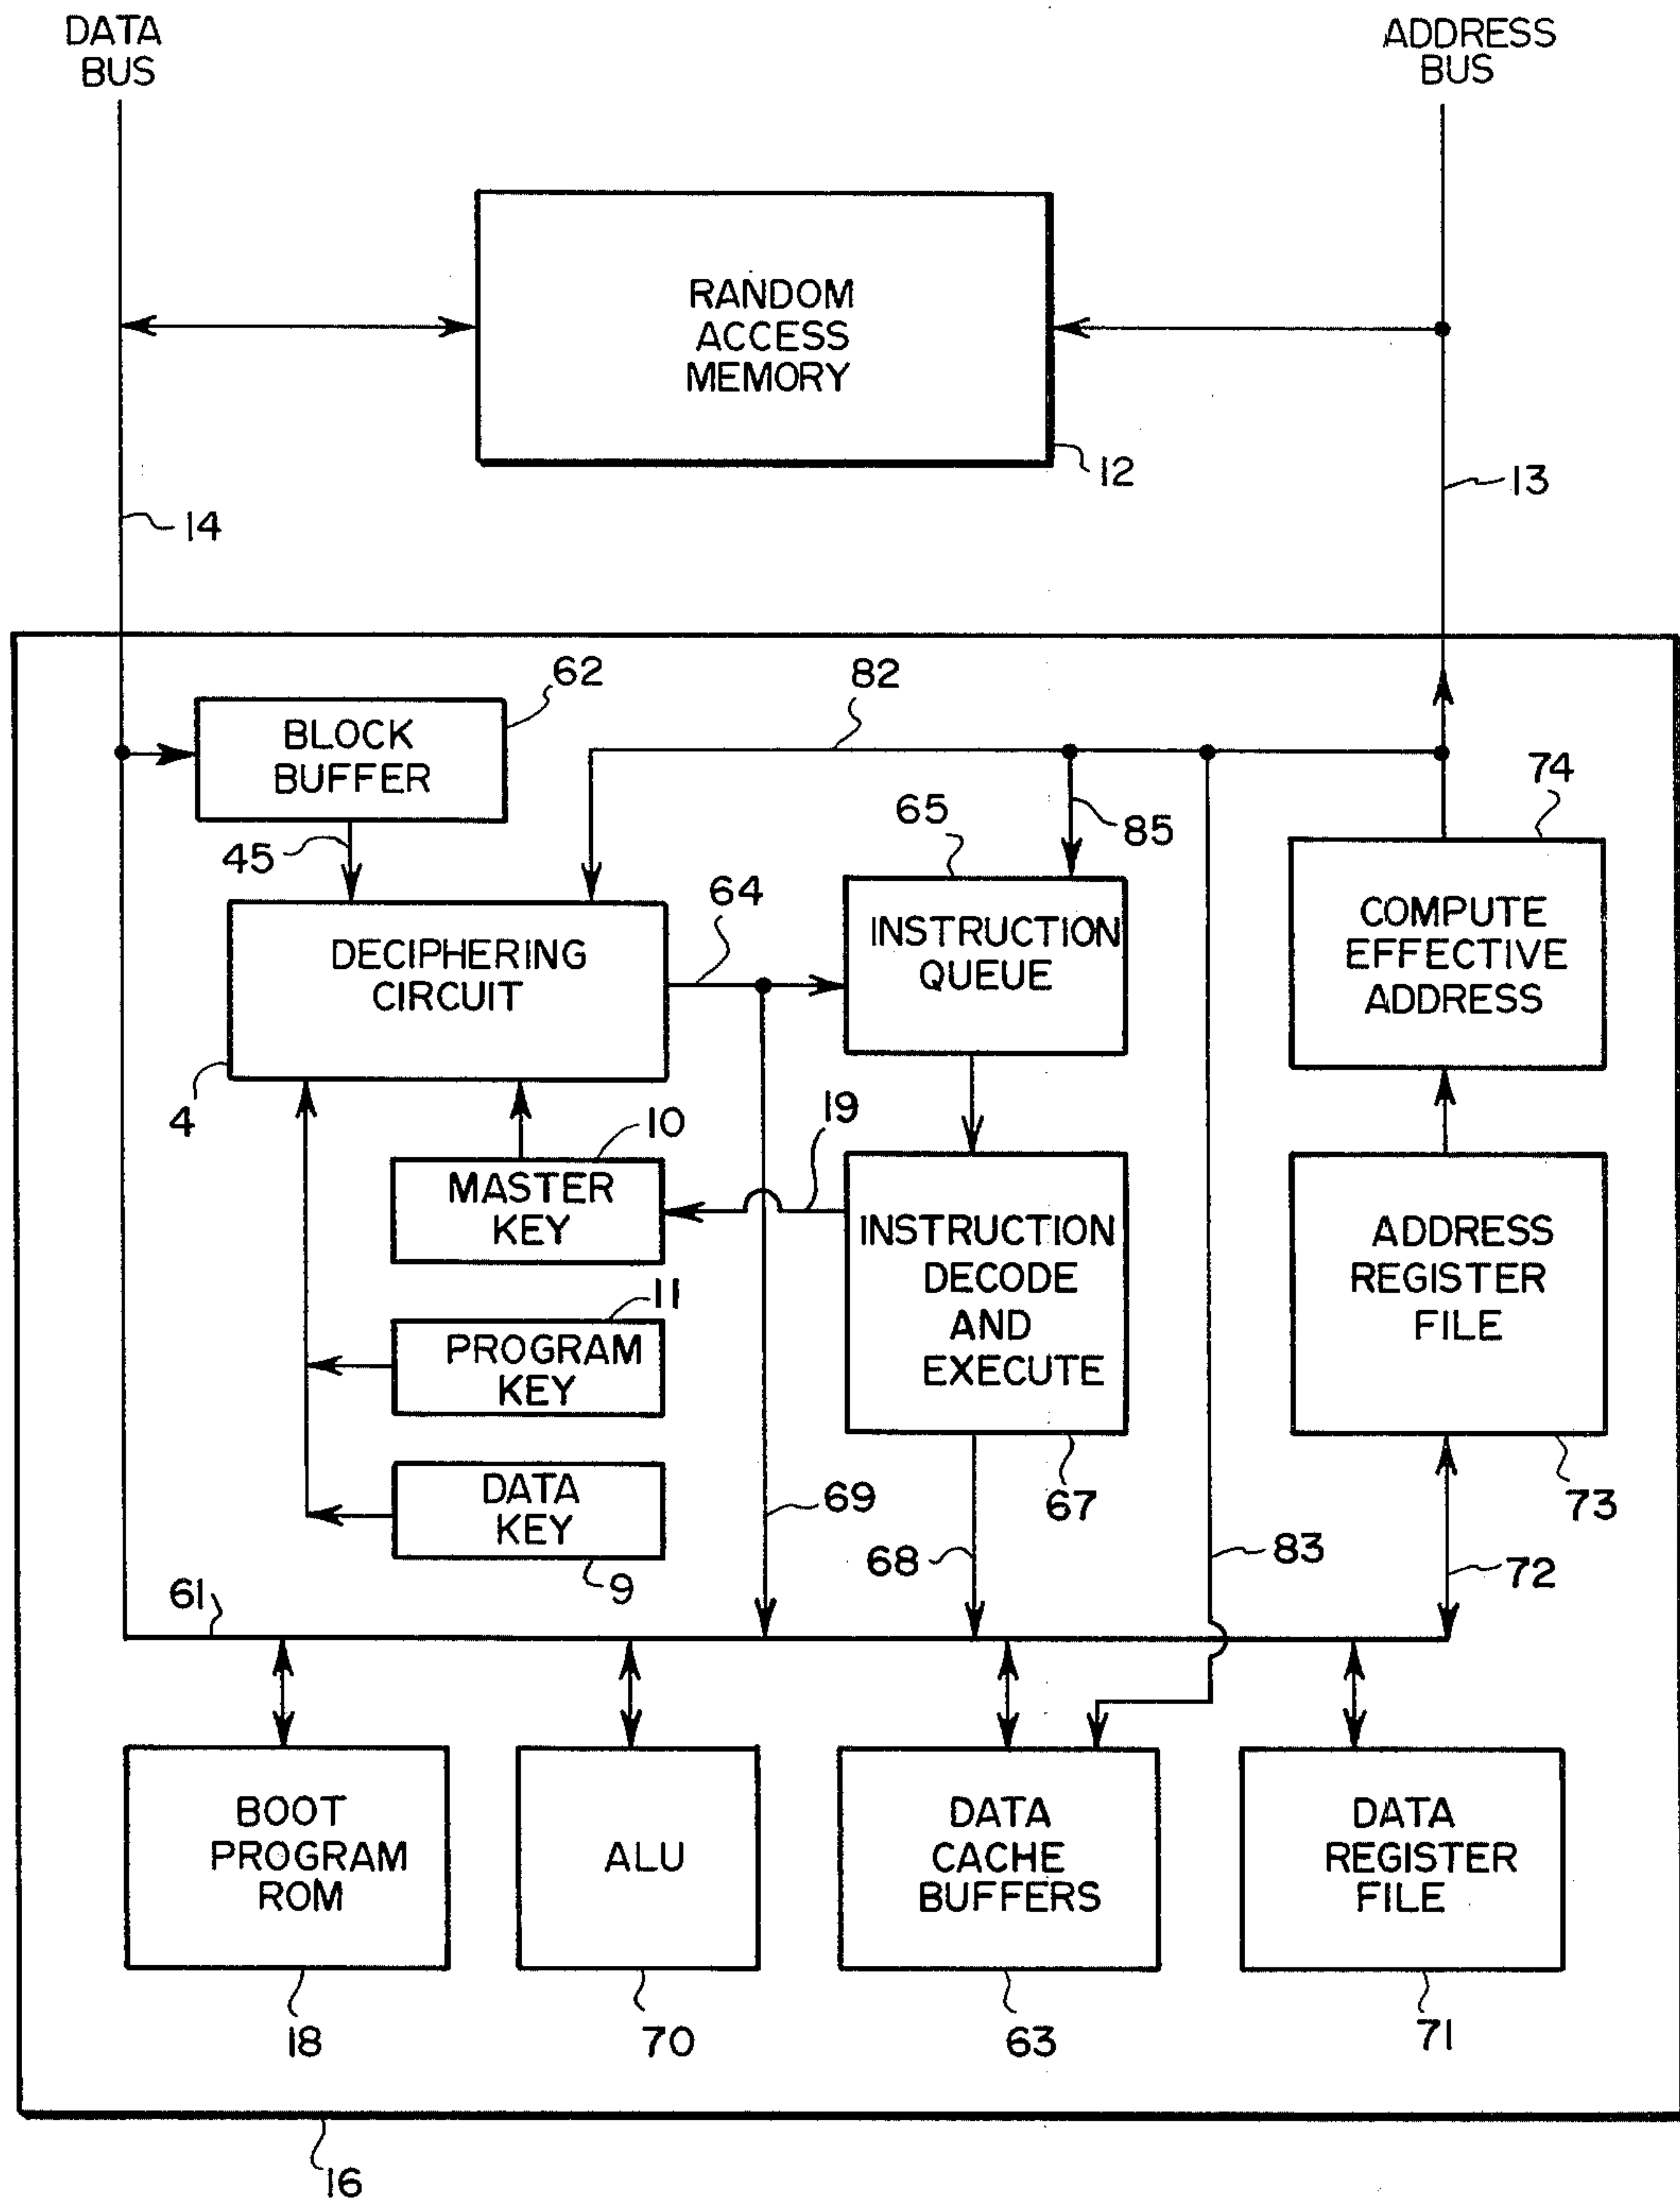 DATA
BUS
ADDRESS
BUS
RANDOM
ACCESS
MEMORY
12
13
14
62
82
BLOCK
BUFFER
74
65
85
45
64
COMPUTE
EFFECTIVE
ADDRESS
INSTRUCTION
QUEUE
DECIPHERING
CIRCUIT
4
10
19
MASTER
KEY
INSTRUCTION
DECODE
AND
EXECUTE
ADDRESS
REGISTER
FILE
11
PROGRAM
KEY
DATA
KEY
69
67
73
9
68
83
72
61
BOOT
PROGRAM
ROM
ALU
DATA
CACHE
BUFFERS
DATA
REGISTER
FILE
18
70
63
71
16